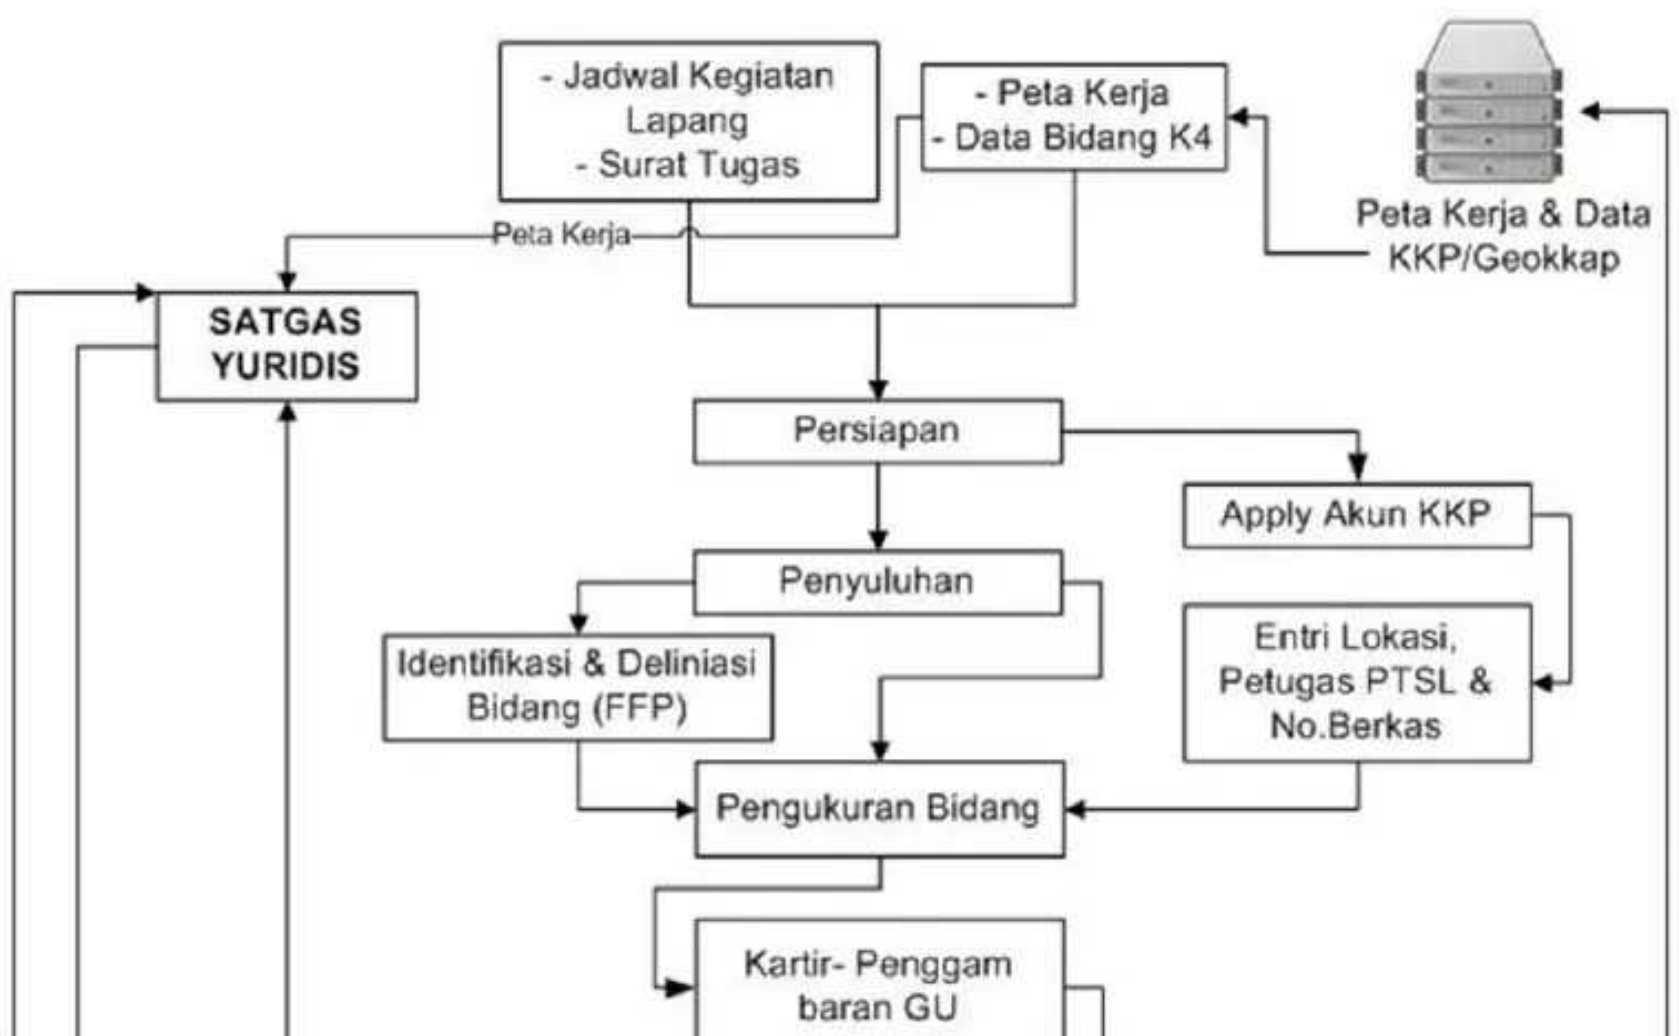 - Jadwal Kegiatan
Lapang
- Surat Tugas
- Peta Kerja
- Data Bidang K4
Peta Kerja & Data
KKP/Geokkap
Peta Kerja
SATGAS
YURIDIS
Persiapan
Apply Akun KKP
Penyuluhan
Entri Lokasi,
Petugas PTSL &
No.Berkas
Identifikasi & Deliniasi
Bidang (FFP)
Pengukuran Bidang
Kartir- Penggam
baran GU